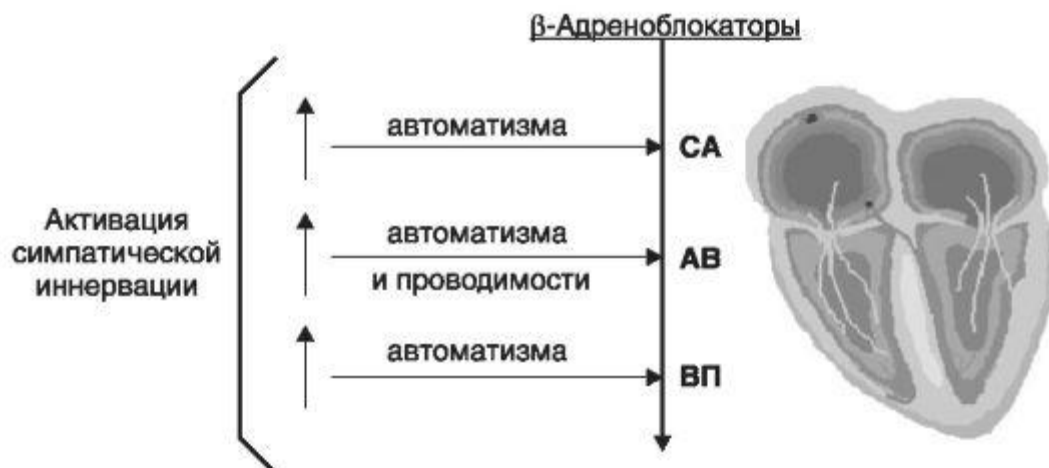 β-Адреноблокаторы
автоматизма
СА
Активация
симпатической
иннервации
автоматизма
и проводимости
АВ
автоматизма
ВП